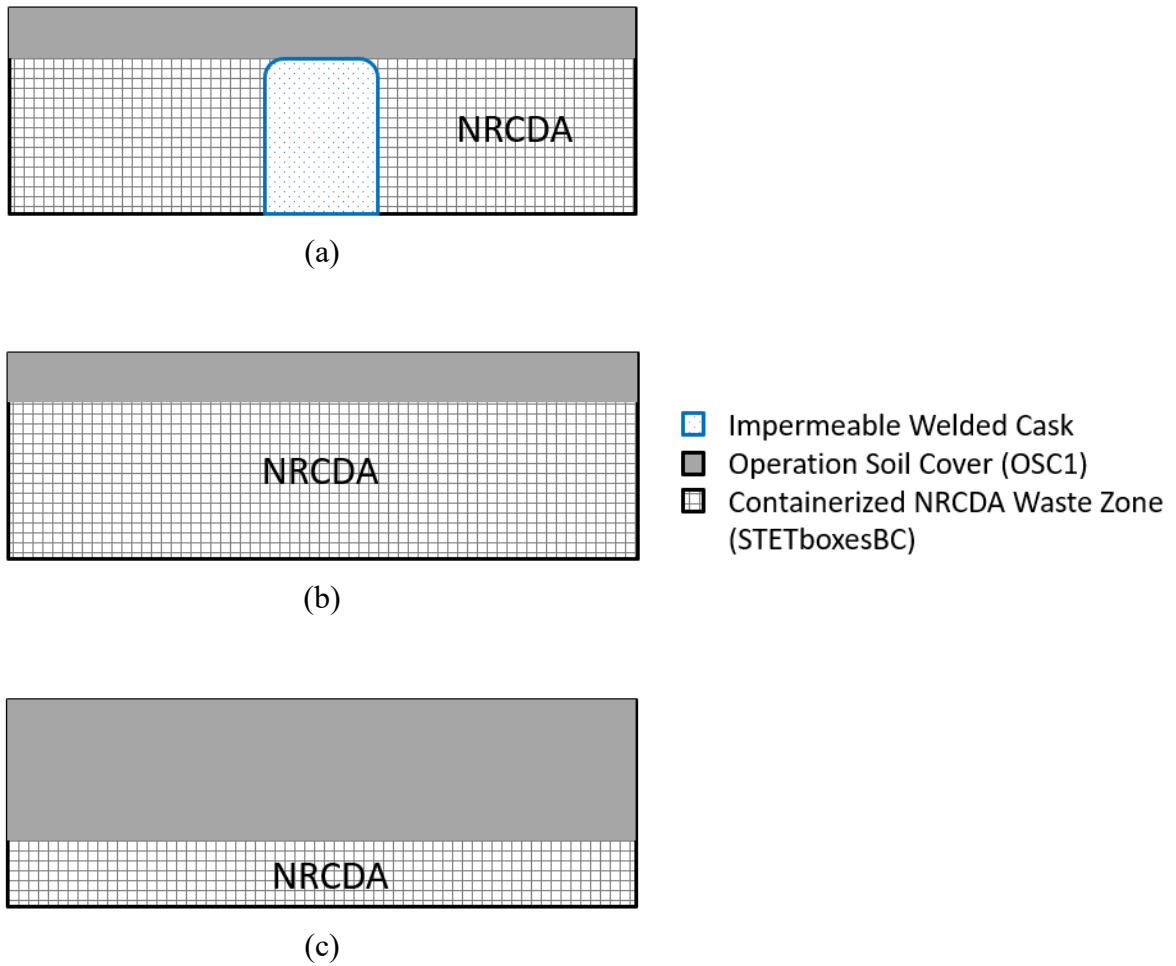 NRCDA
(a)
NRCDA
(b)
Impermeable Welded Cask
Operation Soil Cover (OSC1)
Containerized NRCDA Waste Zone
(STETboxesBC)
NRCDA
(c)